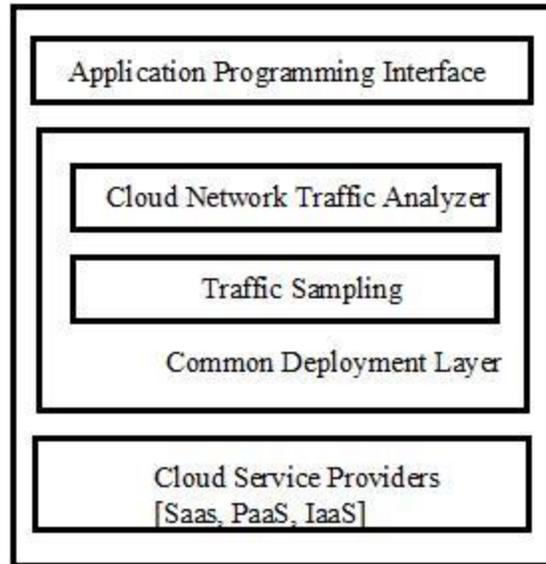 Application Programming Interface
Cloud Network Traffic Analyzer
Traffic Sampling
Common Deployment Layer
Cloud Service Providers
[Saas, PaaS, IaaS]